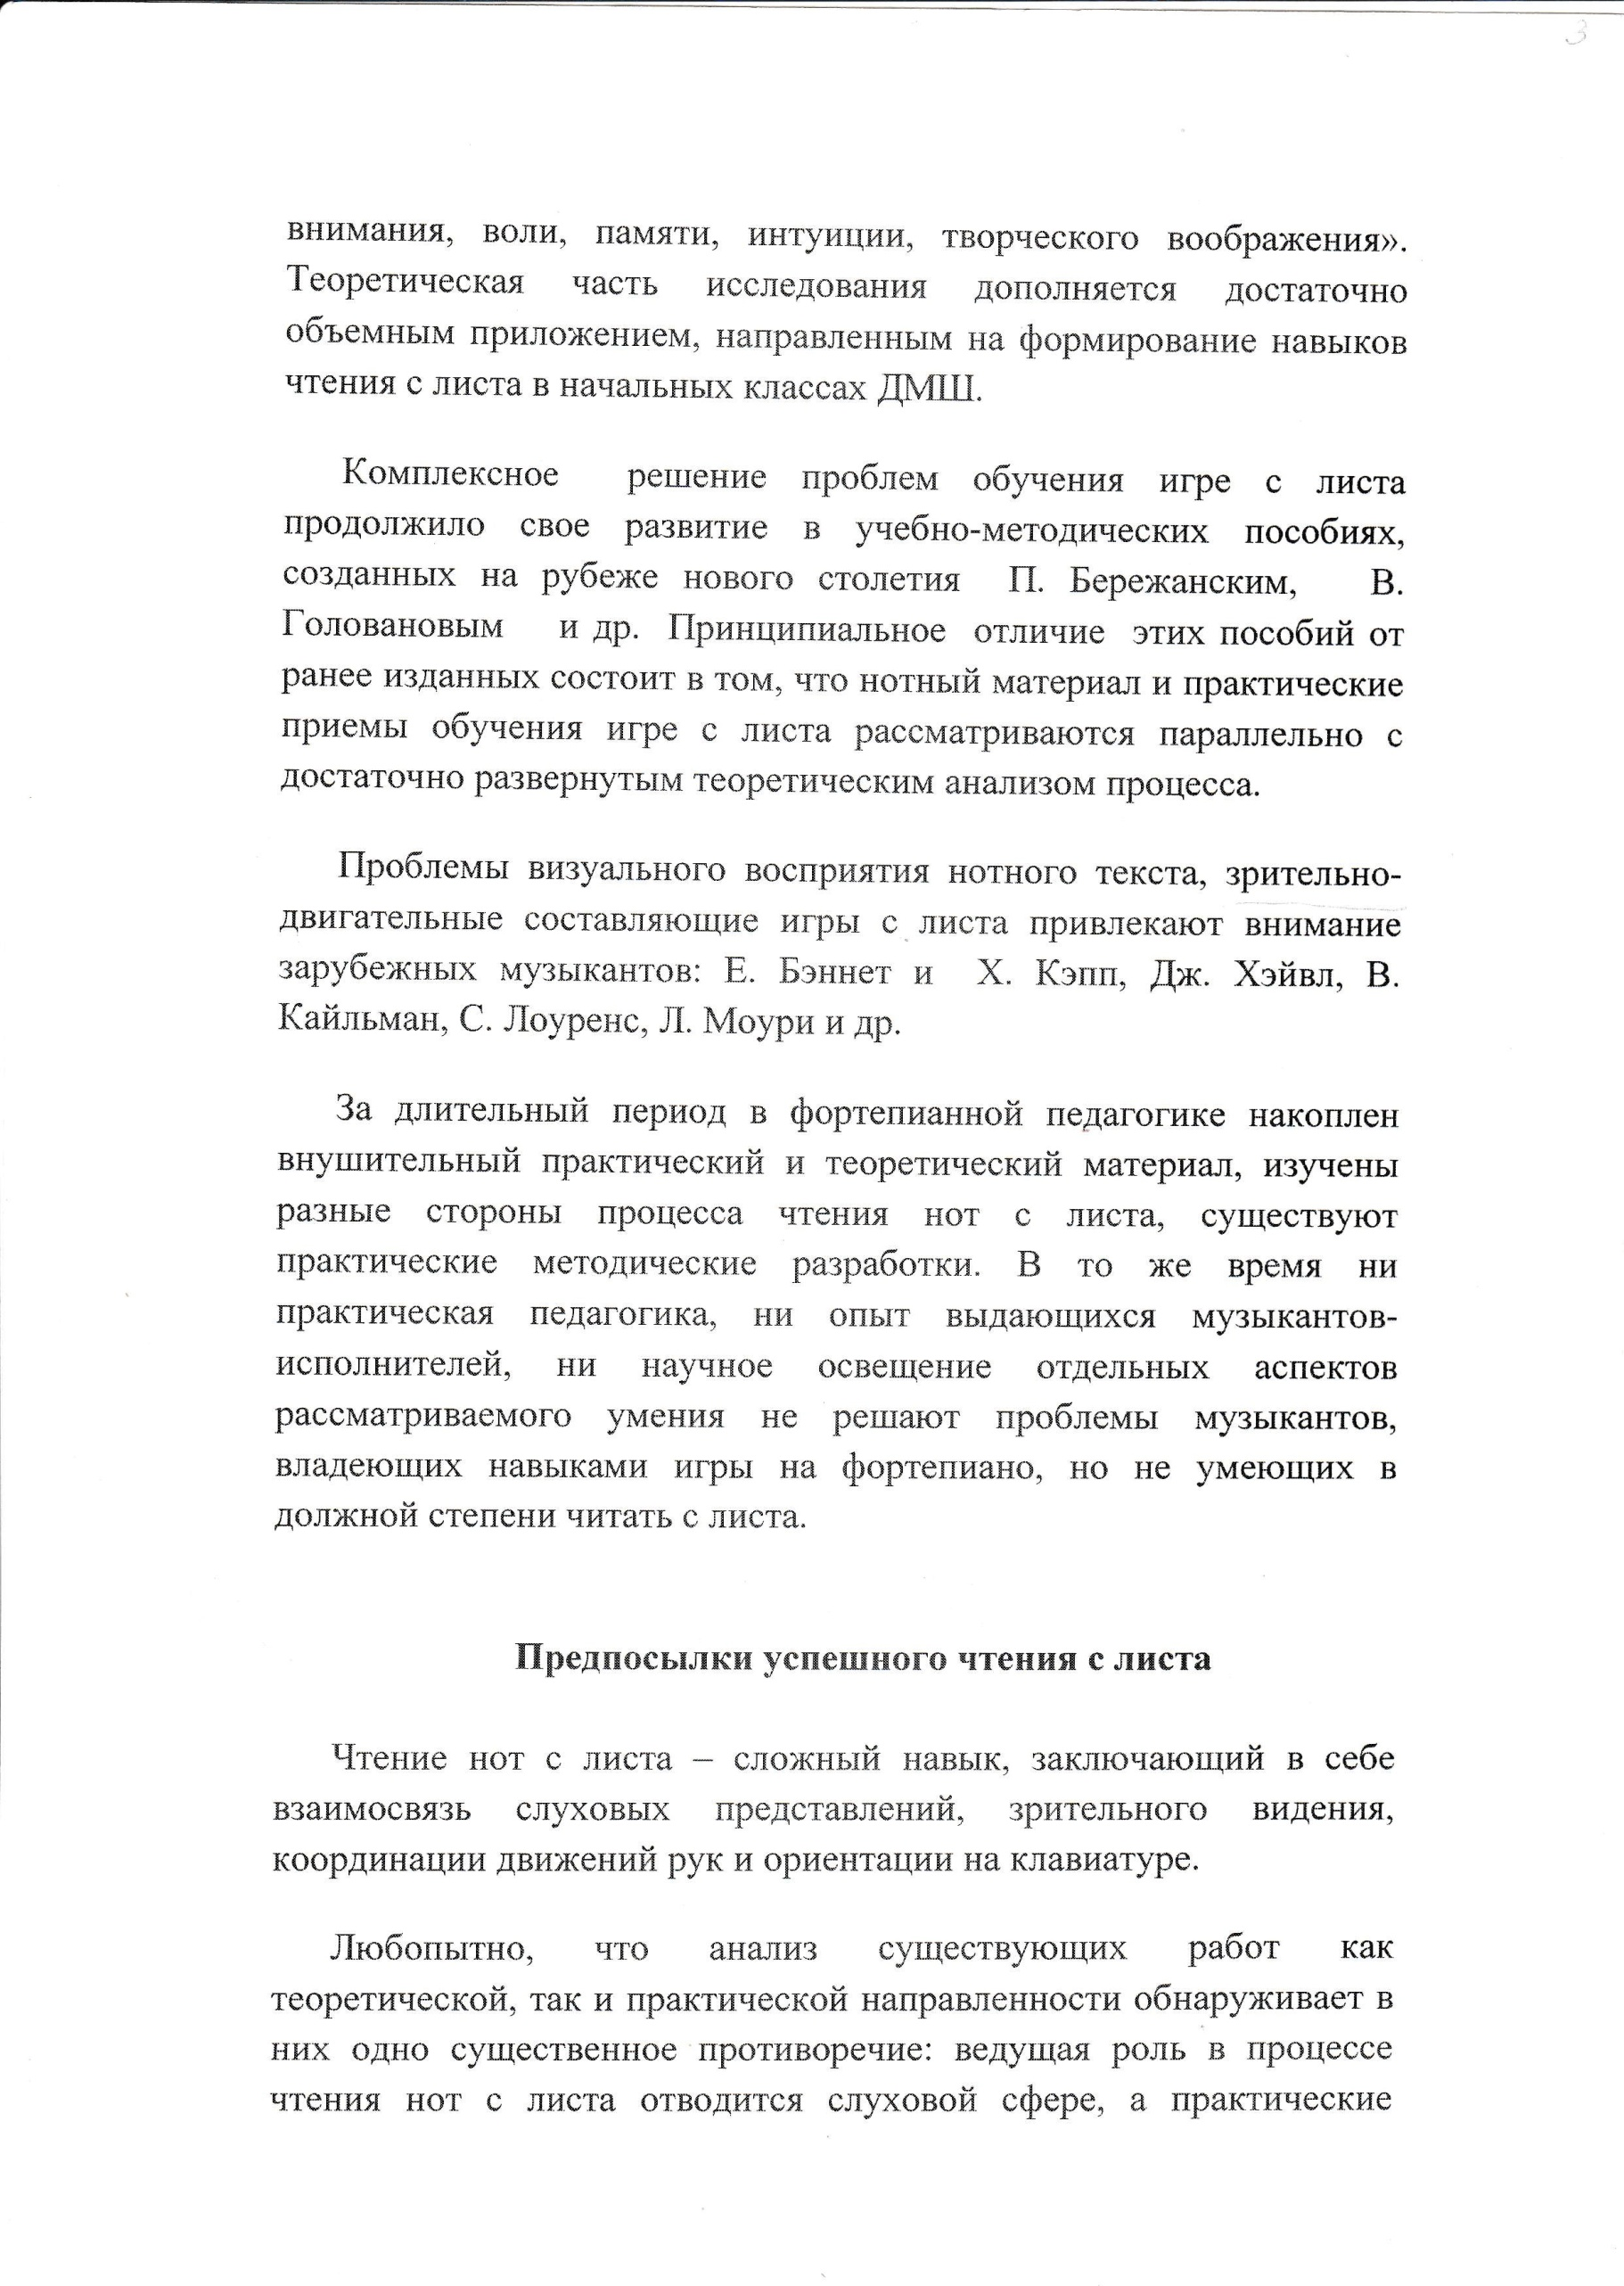 3
внимания, воли, памяти, интуиции, творческого воображения».
Теоретическая часть исследования дополняется достаточно
объемным приложением, направленным на формирование навыков
чтения с листа в начальных классах ДМШ.
Комплексное решение проблем обучения игре с листа
продолжило свое развитие в учебно-методических пособиях,
созданных на рубеже нового столетия П. Бережанским, В.
Головановым и др. Принципиальное отличие этих пособий от
ранее изданных состоит в том, что нотный материал и практические
приемы обучения игре с листа рассматриваются параллельно с
достаточно развернутым теоретическим анализом процесса.
Проблемы визуального восприятия нотного текста, зрительно-
двигательные составляющие игры с листа привлекают внимание
зарубежных музыкантов: Е. Бэннет и Х. Кэпп, Дж. Хэйвл, В.
Кайльман, С. Лоуренс, Л. Моури и др.
За длительный период в фортепианной педагогике накоплен
внушительный практический и теоретический материал, изучены
разные стороны процесса чтения нот с листа, существуют
практические методические разработки. В то же время ни
практическая педагогика, ни опыт выдающихся музыкантов-
исполнителей, ни научное освещение отдельных аспектов
рассматриваемого умения не решают проблемы музыкантов,
владеющих навыками игры на фортепиано, но не умеющих в
должной степени читать с листа.
Предпосылки успешного чтения с листа
Чтение нот с листа – сложный навык, заключающий в себе
взаимосвязь слуховых представлений, зрительного видения,
координации движений рук и ориентации на клавиатуре.
Любопытно, что анализ существующих работ как
теоретической, так и практической направленности обнаруживает в
них одно существенное противоречие: ведущая роль в процессе
чтения нот с листа отводится слуховой сфере, а практические